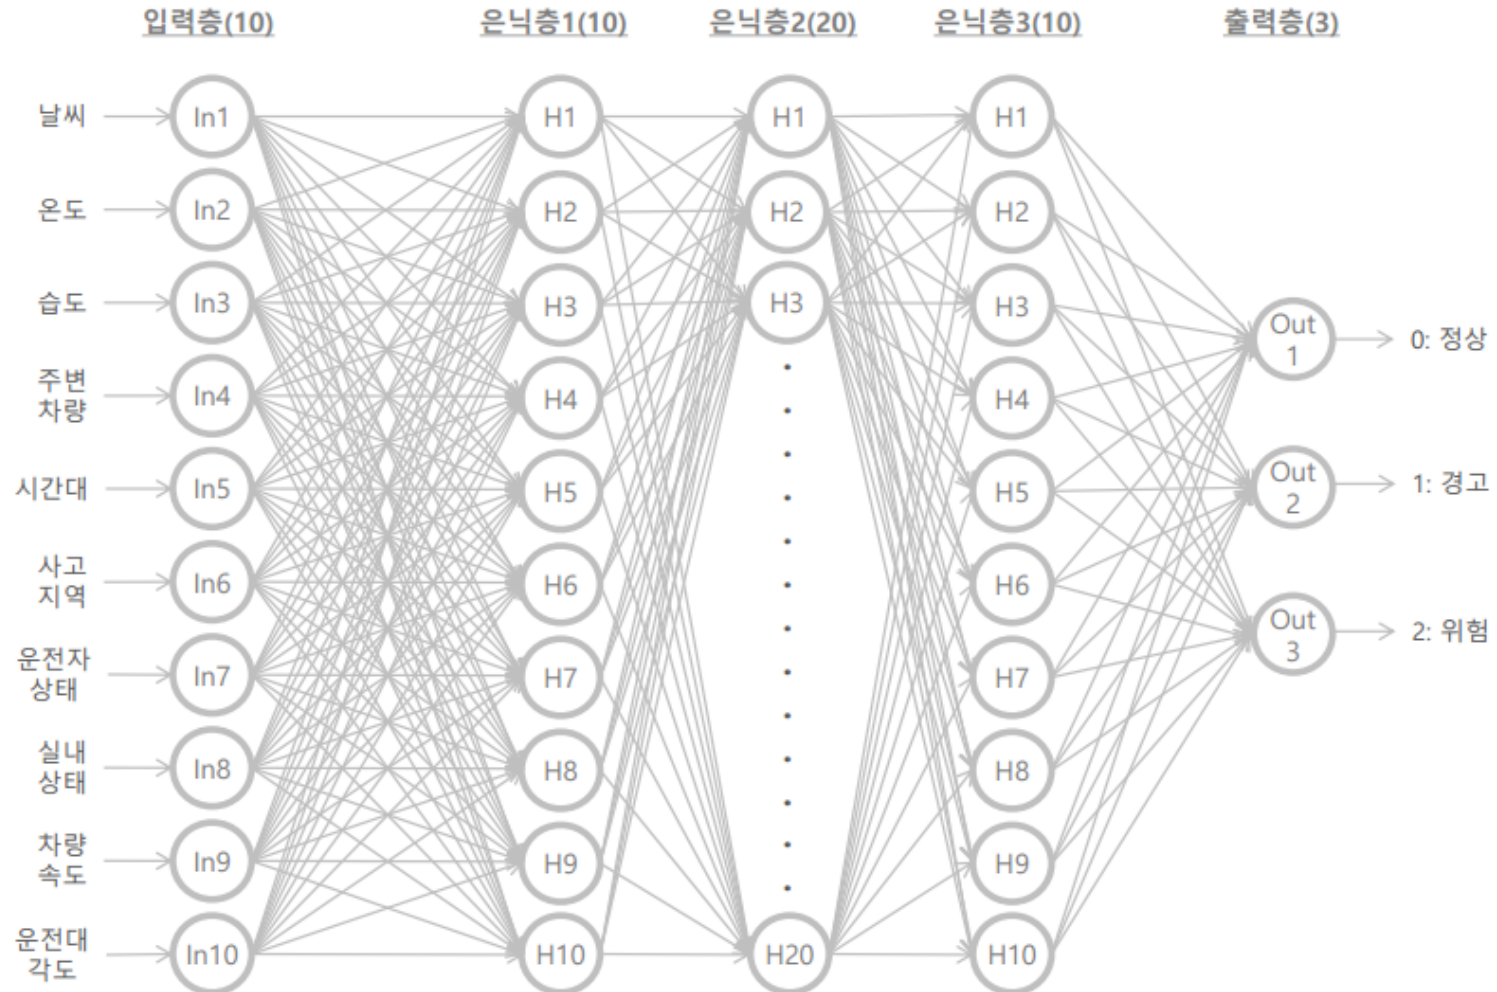 입력층(10)
은닉층1(10)
은닉층2(20)
은닉층3(10)
출력층(3)
날씨
온도
습도
주변
차량
시간대
사고
지역
운전자
상태
실내
상태
차량
속도
운전대
각도
In1
In2
In3
In4
In5
In6
In7
In8
In9
In10
H1
H2
H3
H4
H5
H6
H7
H8
H9
H10
H1
H2
H3
H20
H1
H2
H3
H4
H5
H6
H7
H8
H9
H10
Out
1
Out
2
Out
3
0: 정상
1: 경고
2: 위험